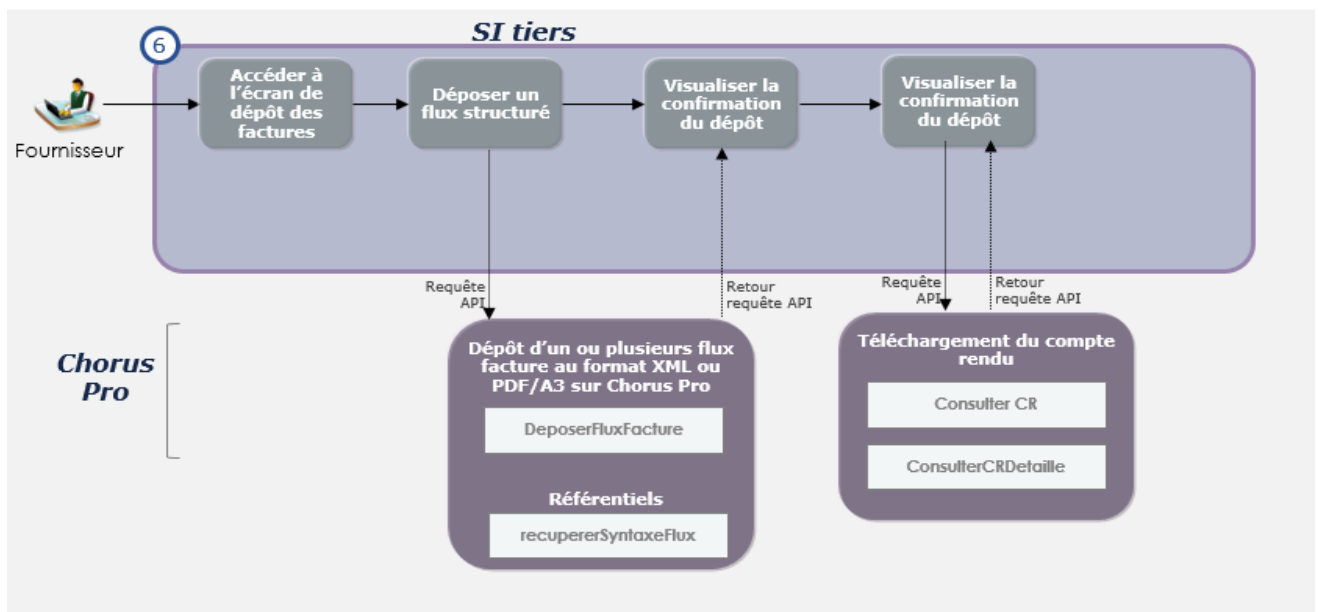 SI tiers
6
Accéder à
l'écran de
dépôt des
factures
Déposer un
flux structuré
Visualiser la
confirmation
du dépôt
Visualiser la
confirmation
du dépôt
Fournisseur
Requête
API
Retour
requête API
Requête
API
Retour
requête API
Chorus
Pro
Dépôt d'un ou plusieurs flux
facture au format XML ou
PDF/A3 sur Chorus Pro
DeposerFluxFacture
Référentiels
recupererSyntaxeFlux
Téléchargement du compte
rendu
Consulter CR
ConsulterCRDetaille